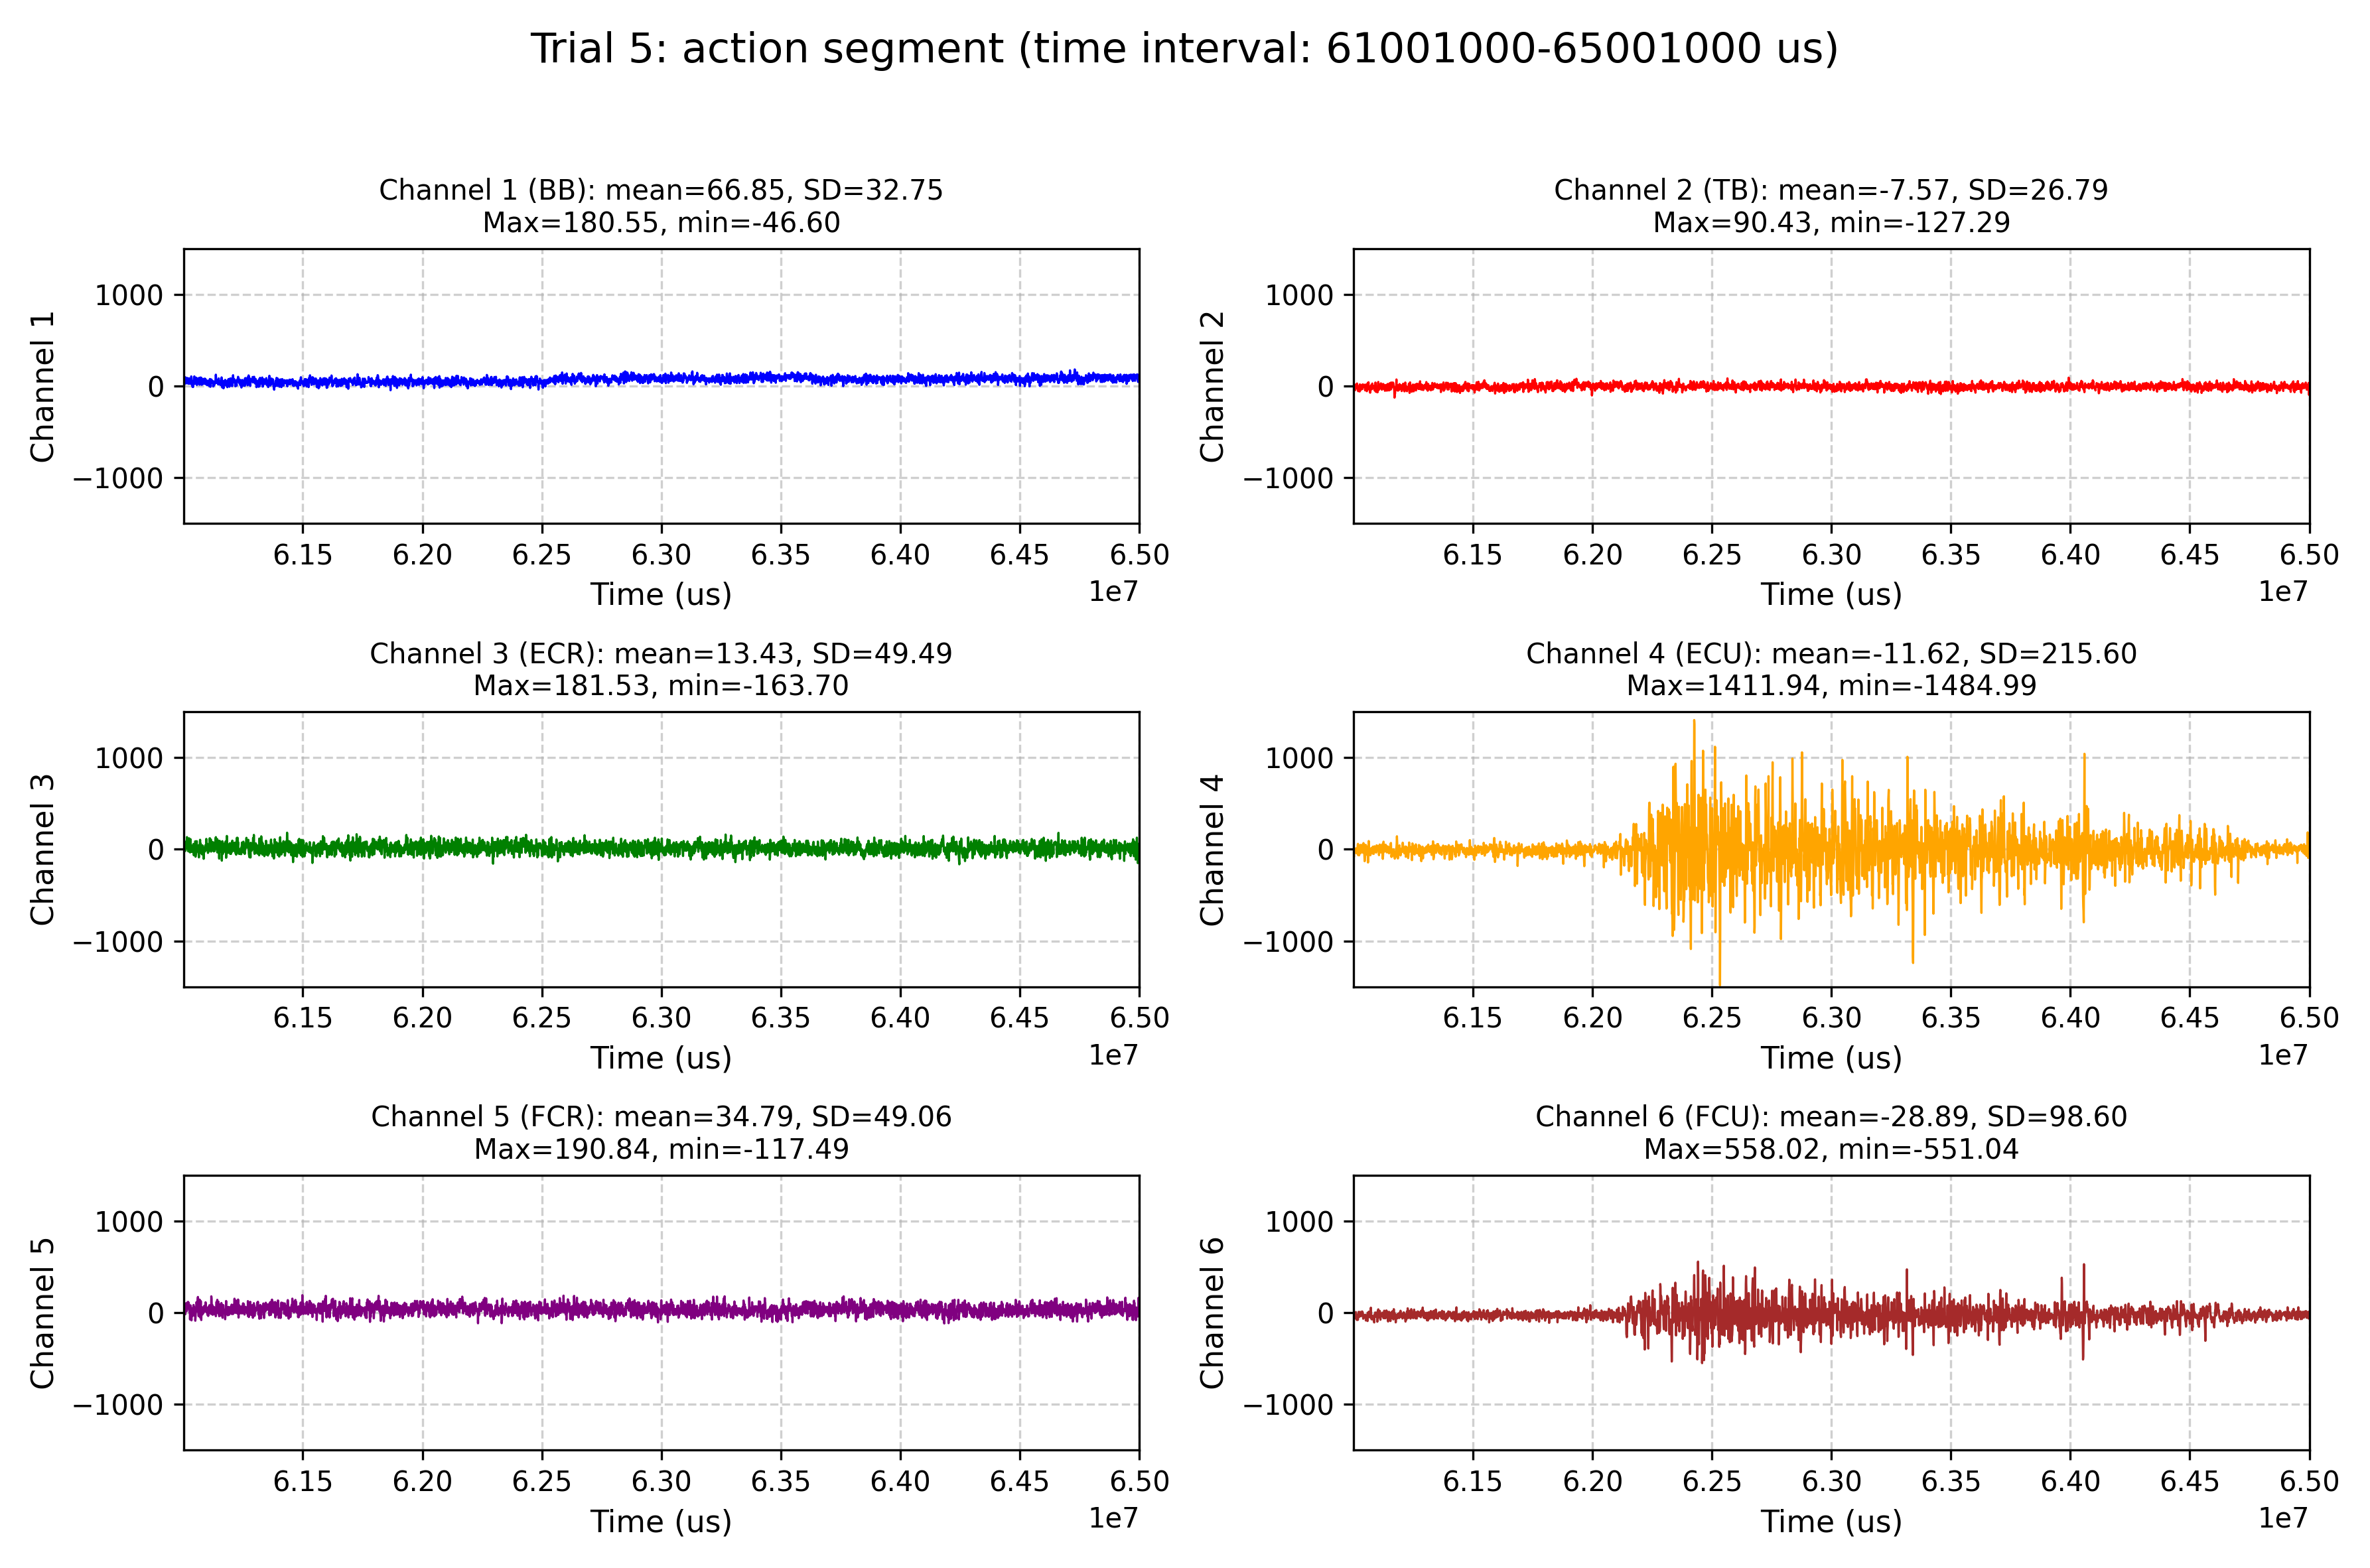 Trial 5: action segment (time interval: 61001000-65001000 us)
Channel 1 (BB): mean=66.85, SD=32.75
Max=180.55, min=-46.60
Channel 1
1000
0
−1000
6.15 6.20 6.25 6.30 6.35 6.40 6.45 6.50
Time (us)
1e7
Channel 2 (TB): mean=-7.57, SD=26.79
Max=90.43, min=-127.29
Channel 2
1000
0
−1000
6.15 6.20 6.25 6.30 6.35 6.40 6.45 6.50
Time (us)
1e7
Channel 3 (ECR): mean=13.43, SD=49.49
Max=181.53, min=-163.70
Channel 3
1000
0
−1000
6.15 6.20 6.25 6.30 6.35 6.40 6.45 6.50
Time (us)
1e7
Channel 4 (ECU): mean=-11.62, SD=215.60
Max=1411.94, min=-1484.99
Channel 4
1000
0
−1000
6.15 6.20 6.25 6.30 6.35 6.40 6.45 6.50
Time (us)
1e7
Channel 5 (FCR): mean=34.79, SD=49.06
Max=190.84, min=-117.49
Channel 5
1000
0
−1000
6.15 6.20 6.25 6.30 6.35 6.40 6.45 6.50
Time (us)
1e7
Channel 6 (FCU): mean=-28.89, SD=98.60
Max=558.02, min=-551.04
Channel 6
1000
0
−1000
6.15 6.20 6.25 6.30 6.35 6.40 6.45 6.50
Time (us)
1e7